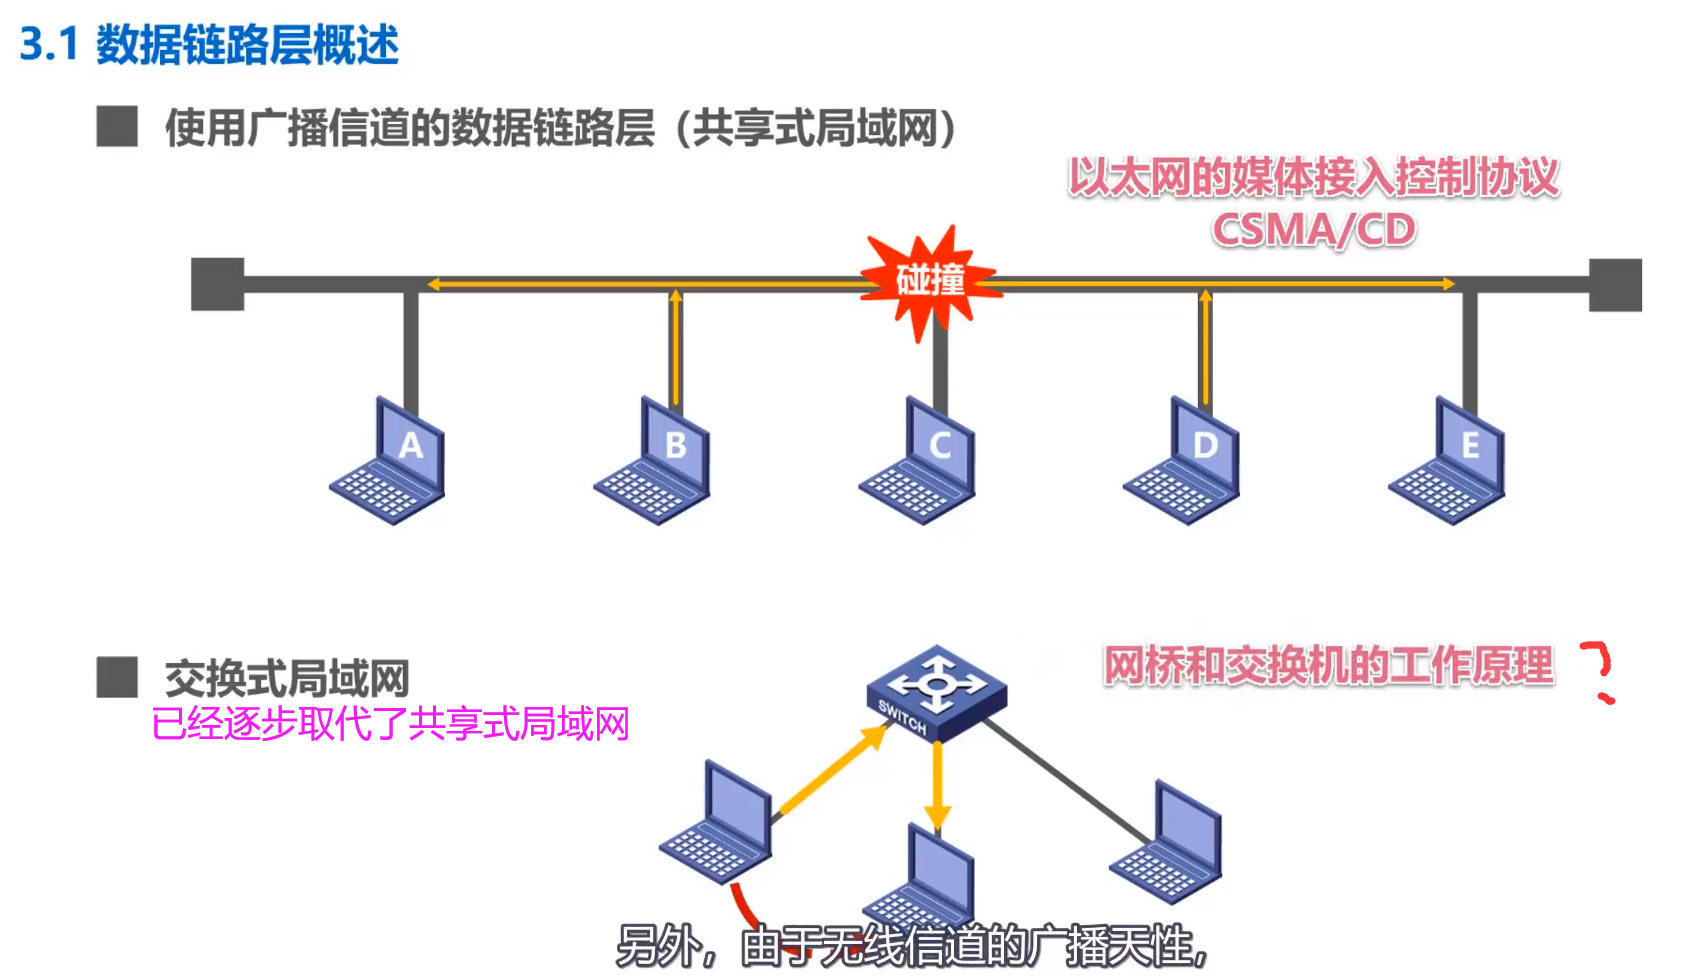 3.1 数据链路层概述
使用广播信道的数据链路层（共享式局域网）
以太网的媒体接入控制协议
CSMA/CD
碰撞
A
B
C
D
E
交换式局域网
已经逐步取代了共享式局域网
网桥和交换机的工作原理
SWITCH
另外，由于无线信道的广播天性，